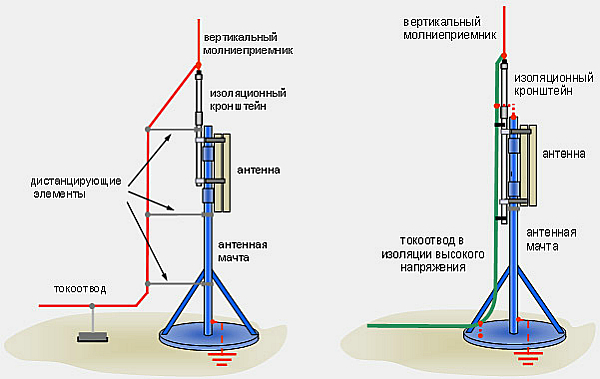 вертикальный
молниеприемник
изоляционный
кронштейн
дистанцирующие
элементы
антенна
антенная
мачта
токоотвод
вертикальный
молниеприемник
изоляционный
кронштейн
антенна
токоотвод в
изоляции высокого
напряжения
антенная
мачта